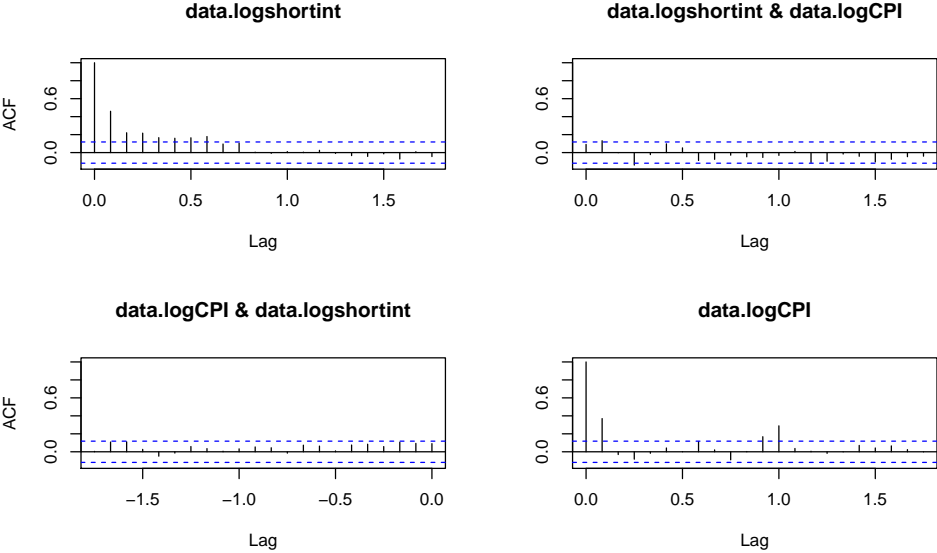 data.logshortint
ACF
0.0 0.6
0.0 0.5 1.0 1.5
Lag
data.logshortint & data.logCPI
0.0 0.6
0.0 0.5 1.0 1.5
Lag
data.logCPI & data.logshortint
ACF
0.0 0.6
−1.5 −1.0 −0.5 0.0
Lag
data.logCPI
0.0 0.6
0.0 0.5 1.0 1.5
Lag